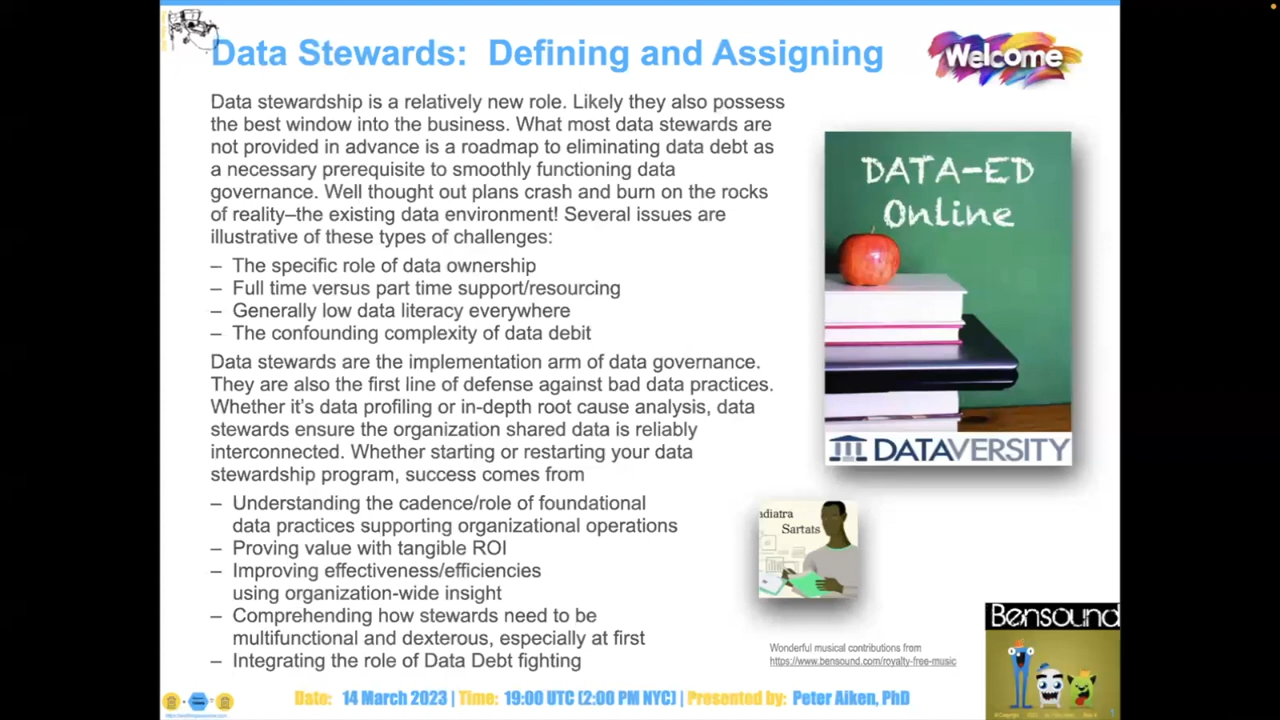 Data Stewards: Defining and Assigning
Welcome
Data stewardship is a relatively new role. Likely they also possess
the best window into the business. What most data stewards are
not provided in advance is a roadmap to eliminating data debt as
a necessary prerequisite to smoothly functioning data
governance. Well thought out plans crash and burn on the rocks
of reality–the existing data environment! Several issues are
illustrative of these types of challenges:
– The specific role of data ownership
– Full time versus part time support/resourcing
– Generally low data literacy everywhere
– The confounding complexity of data debit
Data stewards are the implementation arm of data governance.
They are also the first line of defense against bad data practices.
Whether it's data profiling or in-depth root cause analysis, data
stewards ensure the organization shared data is reliably
interconnected. Whether starting or restarting your data
stewardship program, success comes from
– Understanding the cadence/role of foundational
data practices supporting organizational operations
– Proving value with tangible ROI
– Improving effectiveness/efficiencies
using organization-wide insight
– Comprehending how stewards need to be
multifunctional and dexterous, especially at first
– Integrating the role of Data Debt fighting
DATA-ED
Online
DATAVERSITY
adiatra
Sartats
Wonderful musical contributions from
https://www.bensound.com/royalty-free-music
Bensound
Date: 14 March 2023 | Time: 19:00 UTC (2:00 PM NYC) | Presented by: Peter Aiken, PhD
1